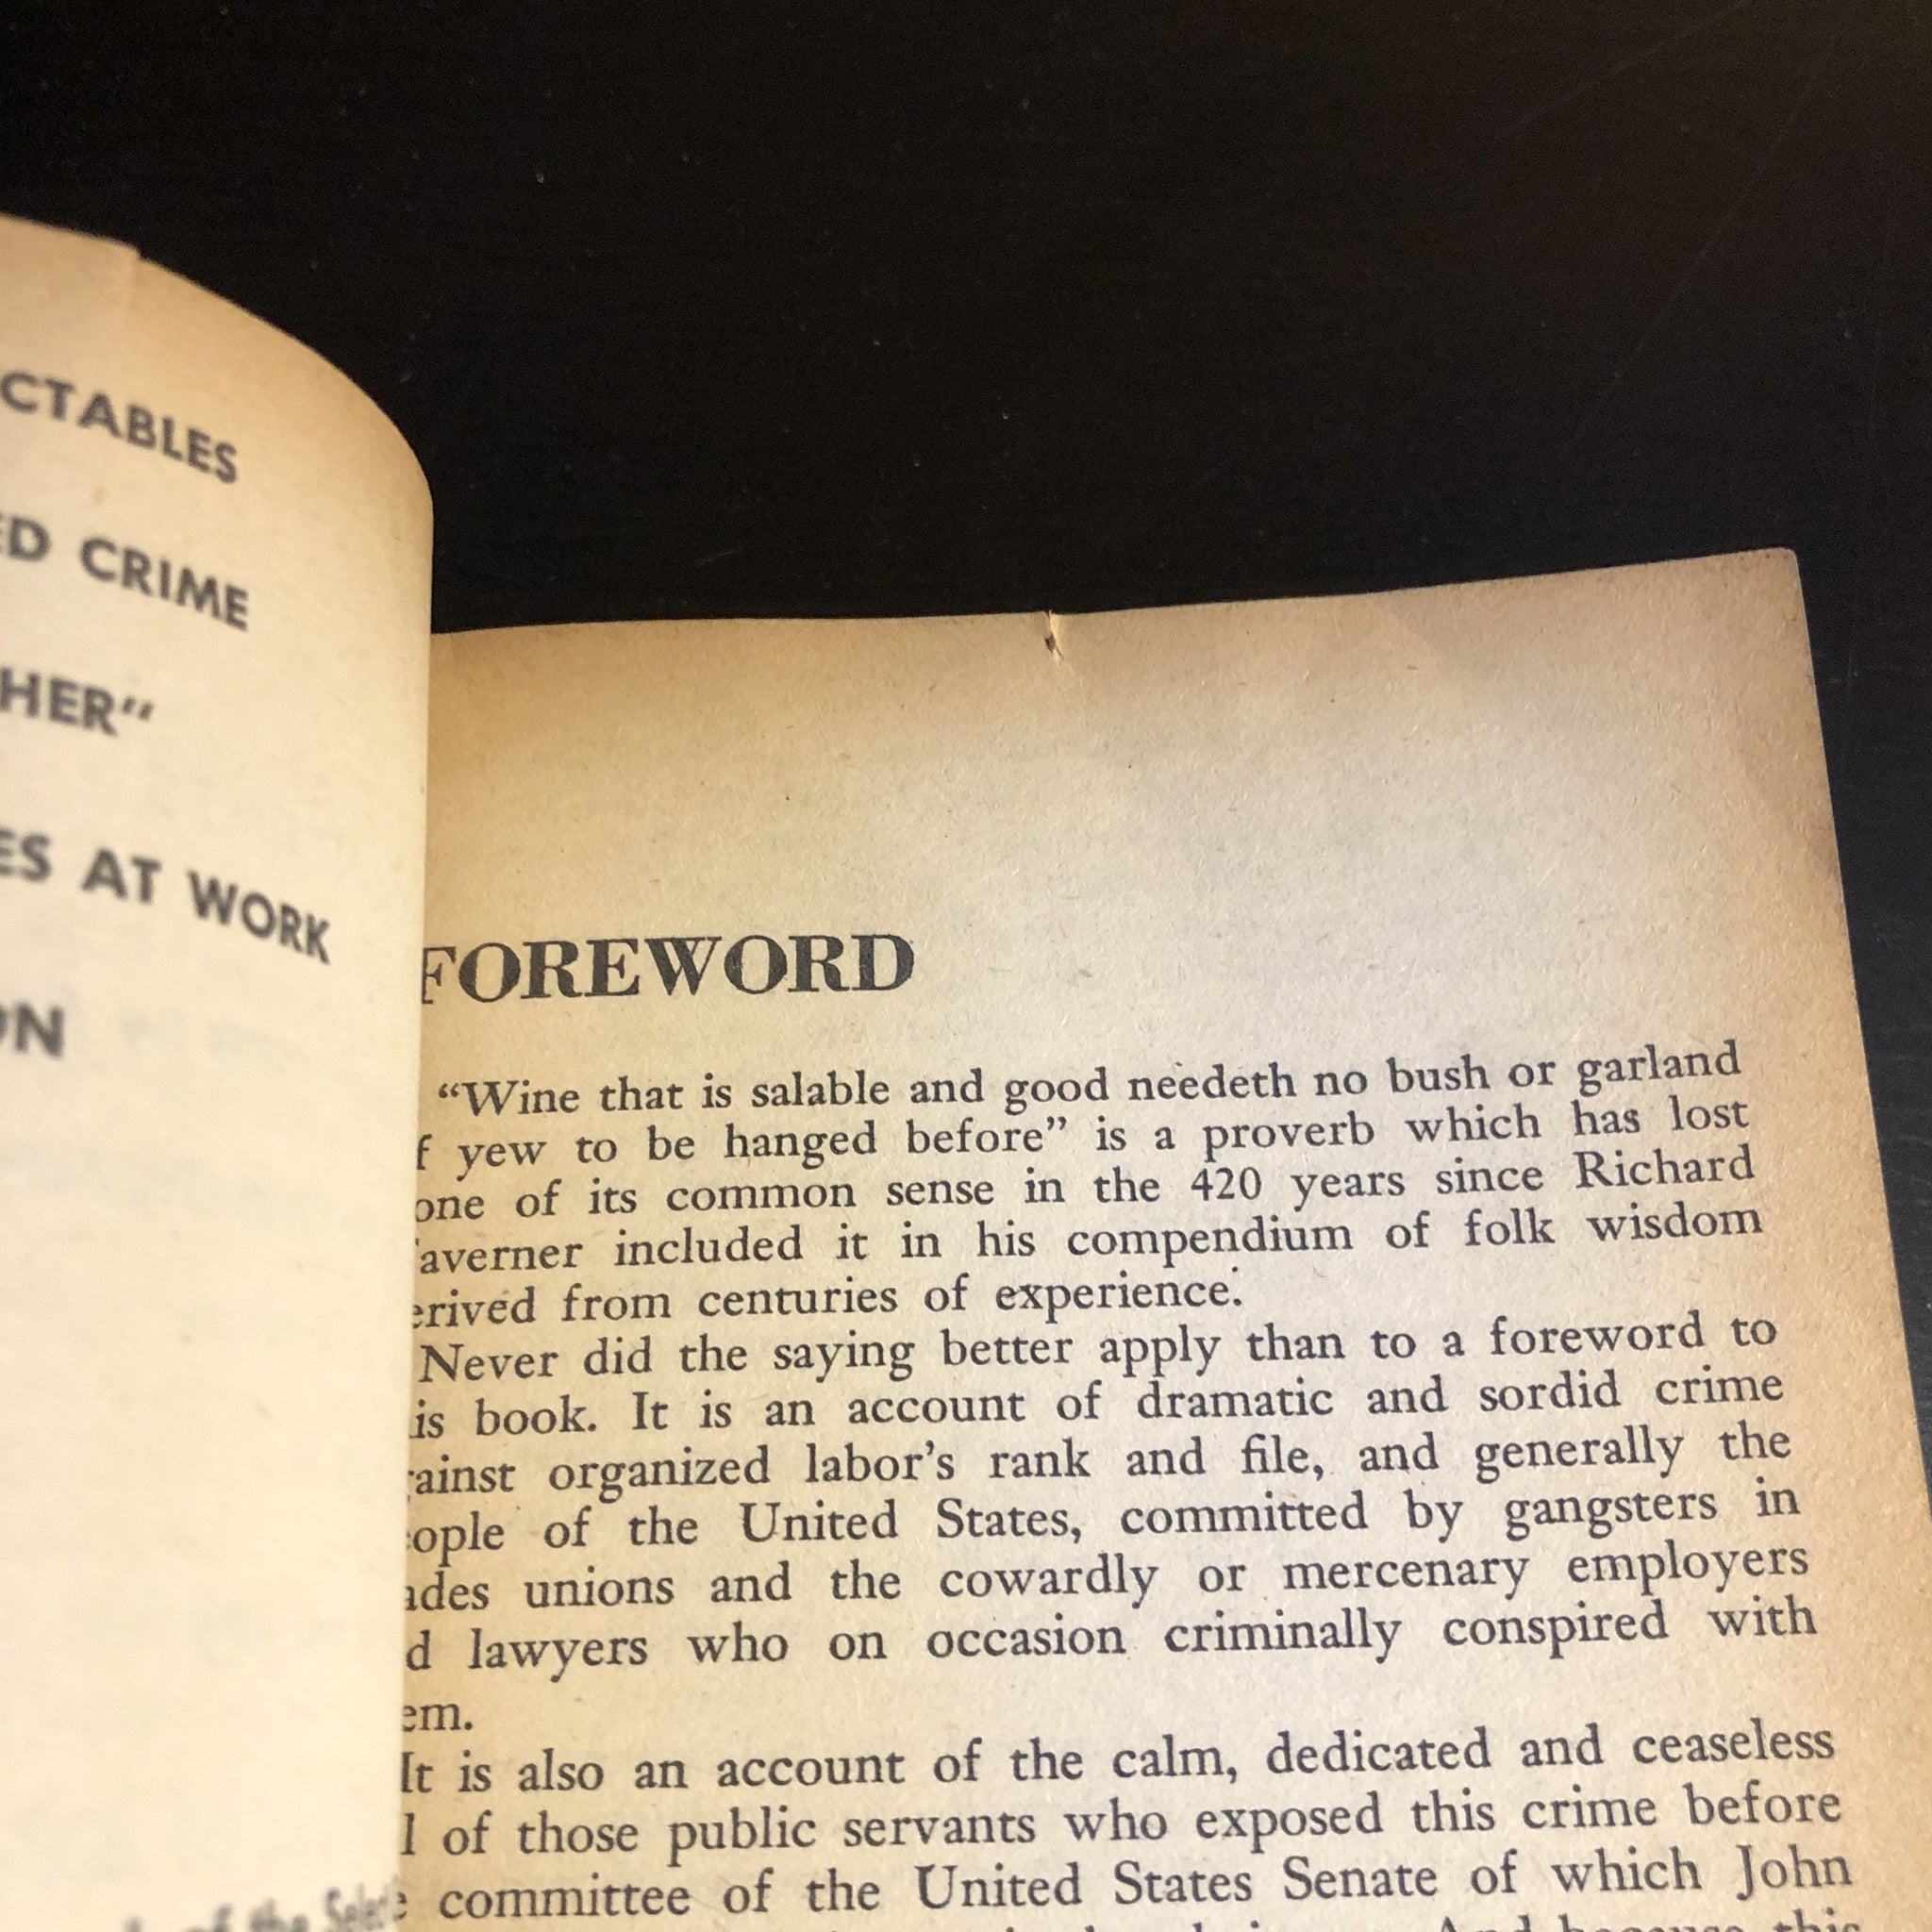 CTABLES
ED CRIME
HER"
ES AT WORK
ON
FOREWORD
“Wine that is salable and good needeth no bush or garland
f yew to be hanged before” is a proverb which has lost
one of its common sense in the 420 years since Richard
averner included it in his compendium of folk wisdom
erived from centuries of experience.
Never did the saying better apply than to a foreword to
is book. It is an account of dramatic and sordid crime
ainst organized labor’s rank and file, and generally the
ople of the United States, committed by gangsters in
ades unions and the cowardly or mercenary employers
d lawyers who on occasion criminally conspired with
em.
It is also an account of the calm, dedicated and ceaseless
l of those public servants who exposed this crime before
e committee of the United States Senate of which John
of the Select